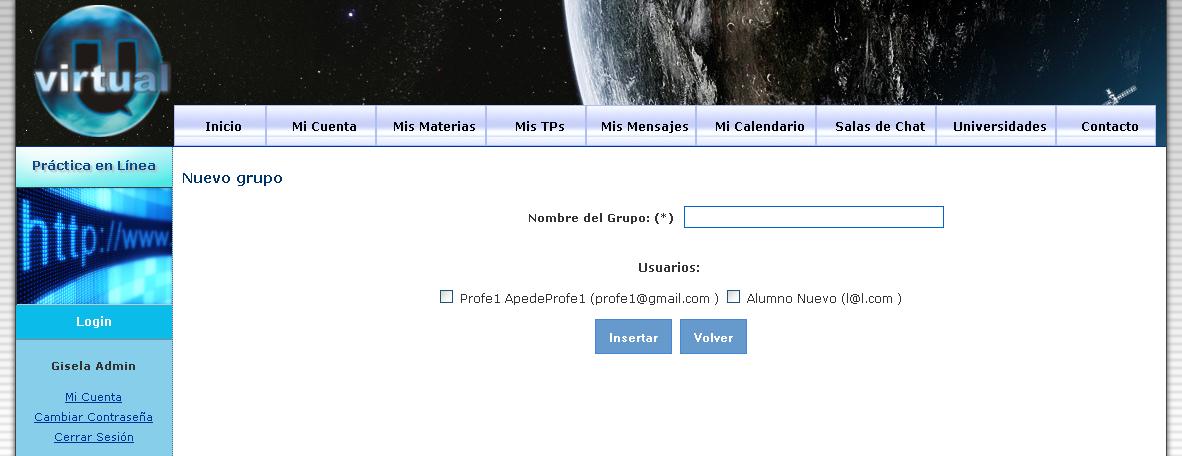 U
virtual
Inicio Mi Cuenta Mis Materias Mis TPs Mis Mensajes Mi Calendario Salas de Chat Universidades Contacto
Práctica en Línea
http://www.
Login
Gisela Admin
Mi Cuenta
Cambiar Contraseña
Cerrar Sesión
Nuevo grupo
Nombre del Grupo: (*)
Usuarios:
Profe1 ApedeProfe1 (profe1@gmail.com ) Alumno Nuevo (l@l.com )
Insertar Volver